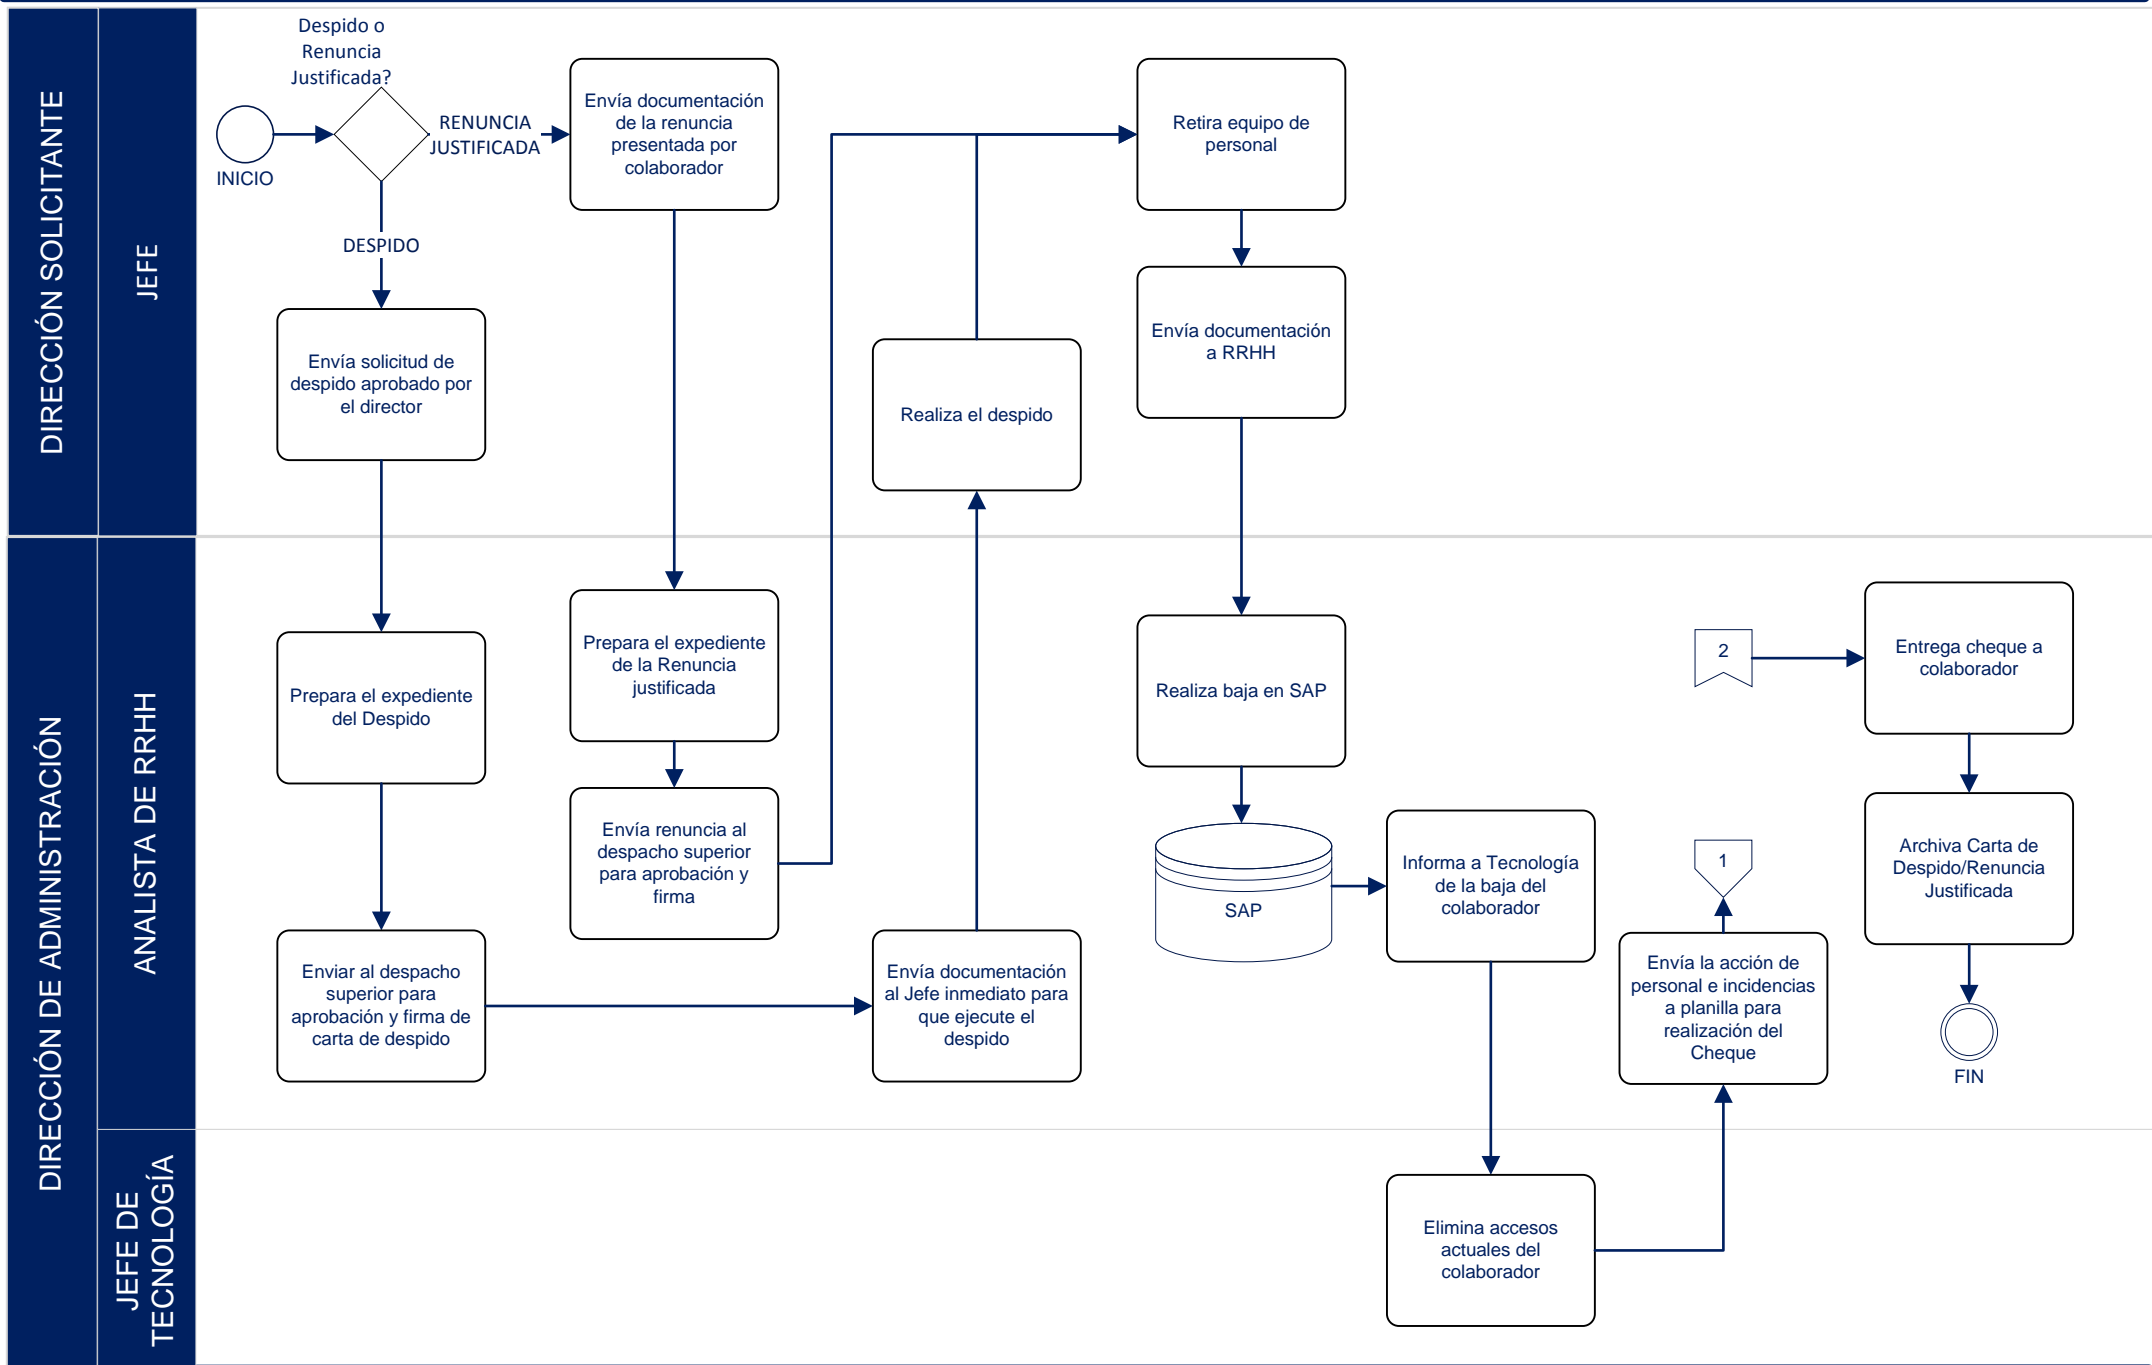 DIRECCIÓN SOLICITANTE
JEFE
Despido o
Renuncia
Justificada?
INICIO
RENUNCIA
JUSTIFICADA
DESPIDO
Envía documentación
de la renuncia
presentada por
colaborador
Retira equipo de
personal
Envía solicitud de
despido aprobado por
el director
Realiza el despido
Envía documentación
a RRHH
DIRECCIÓN DE ADMINISTRACIÓN
ANALISTA DE RRHH
Prepara el expediente
del Despido
Prepara el expediente
de la Renuncia
justificada
Envía renuncia al
despacho superior
para aprobación y
firma
Enviar al despacho
superior para
aprobación y firma de
carta de despido
Envía documentación
al Jefe inmediato para
que ejecute el
despido
Realiza baja en SAP
SAP
Informa a Tecnología
de la baja del
colaborador
1
Envía la acción de
personal e incidencias
a planilla para
realización del
Cheque
2
Entrega cheque a
colaborador
Archiva Carta de
Despido/Renuncia
Justificada
FIN
JEFE DE
TECNOLOGÍA
Elimina accesos
actuales del
colaborador